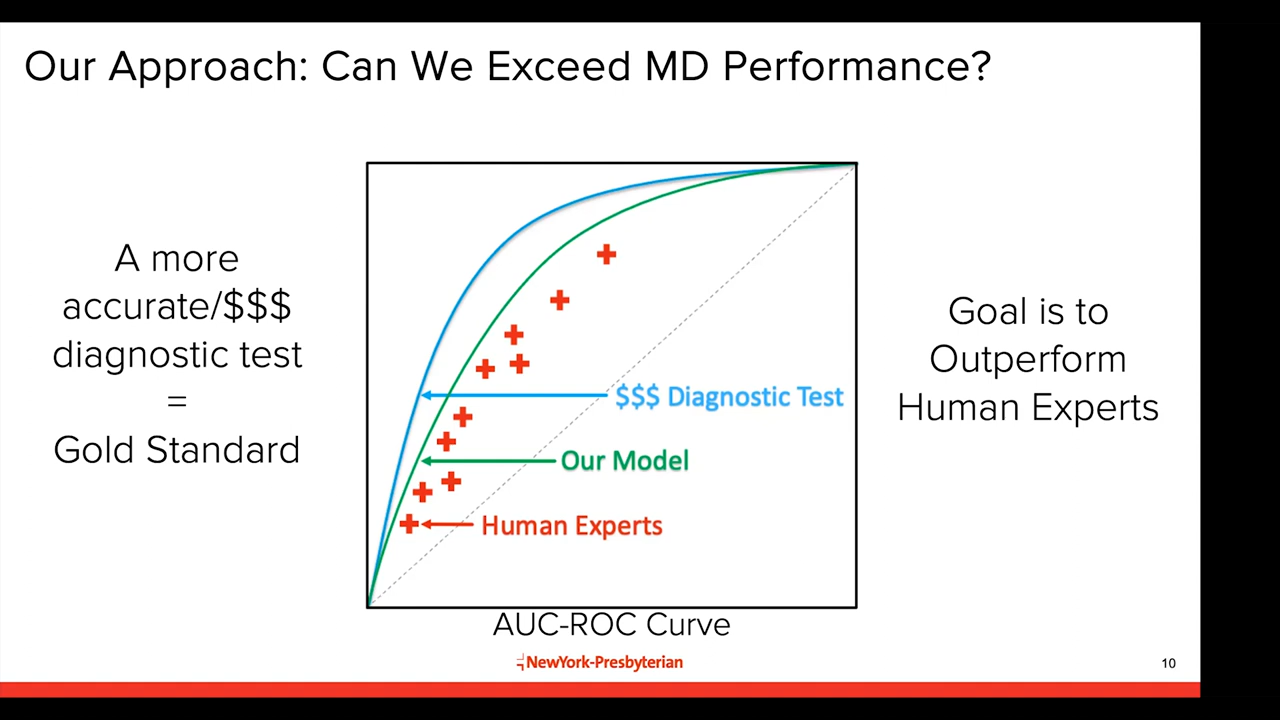 Our Approach: Can We Exceed MD Performance?
A more
accurate/$$$
diagnostic test
=
Gold Standard
$$$ Diagnostic Test
Our Model
Human Experts
AUC-ROC Curve
Goal is to
Outperform
Human Experts
NewYork-Presbyterian
10